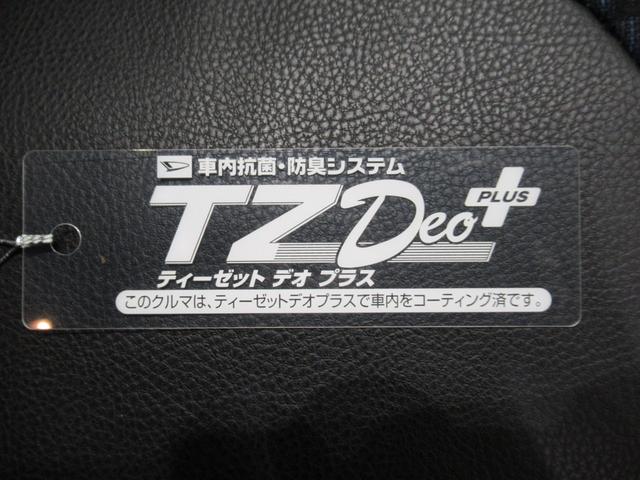 車内抗菌・防臭システム
TZ Deo PLUS
ティーゼット デオ プラス
このクルマは、ティーゼットデオプラスで車内をコーティング済です。